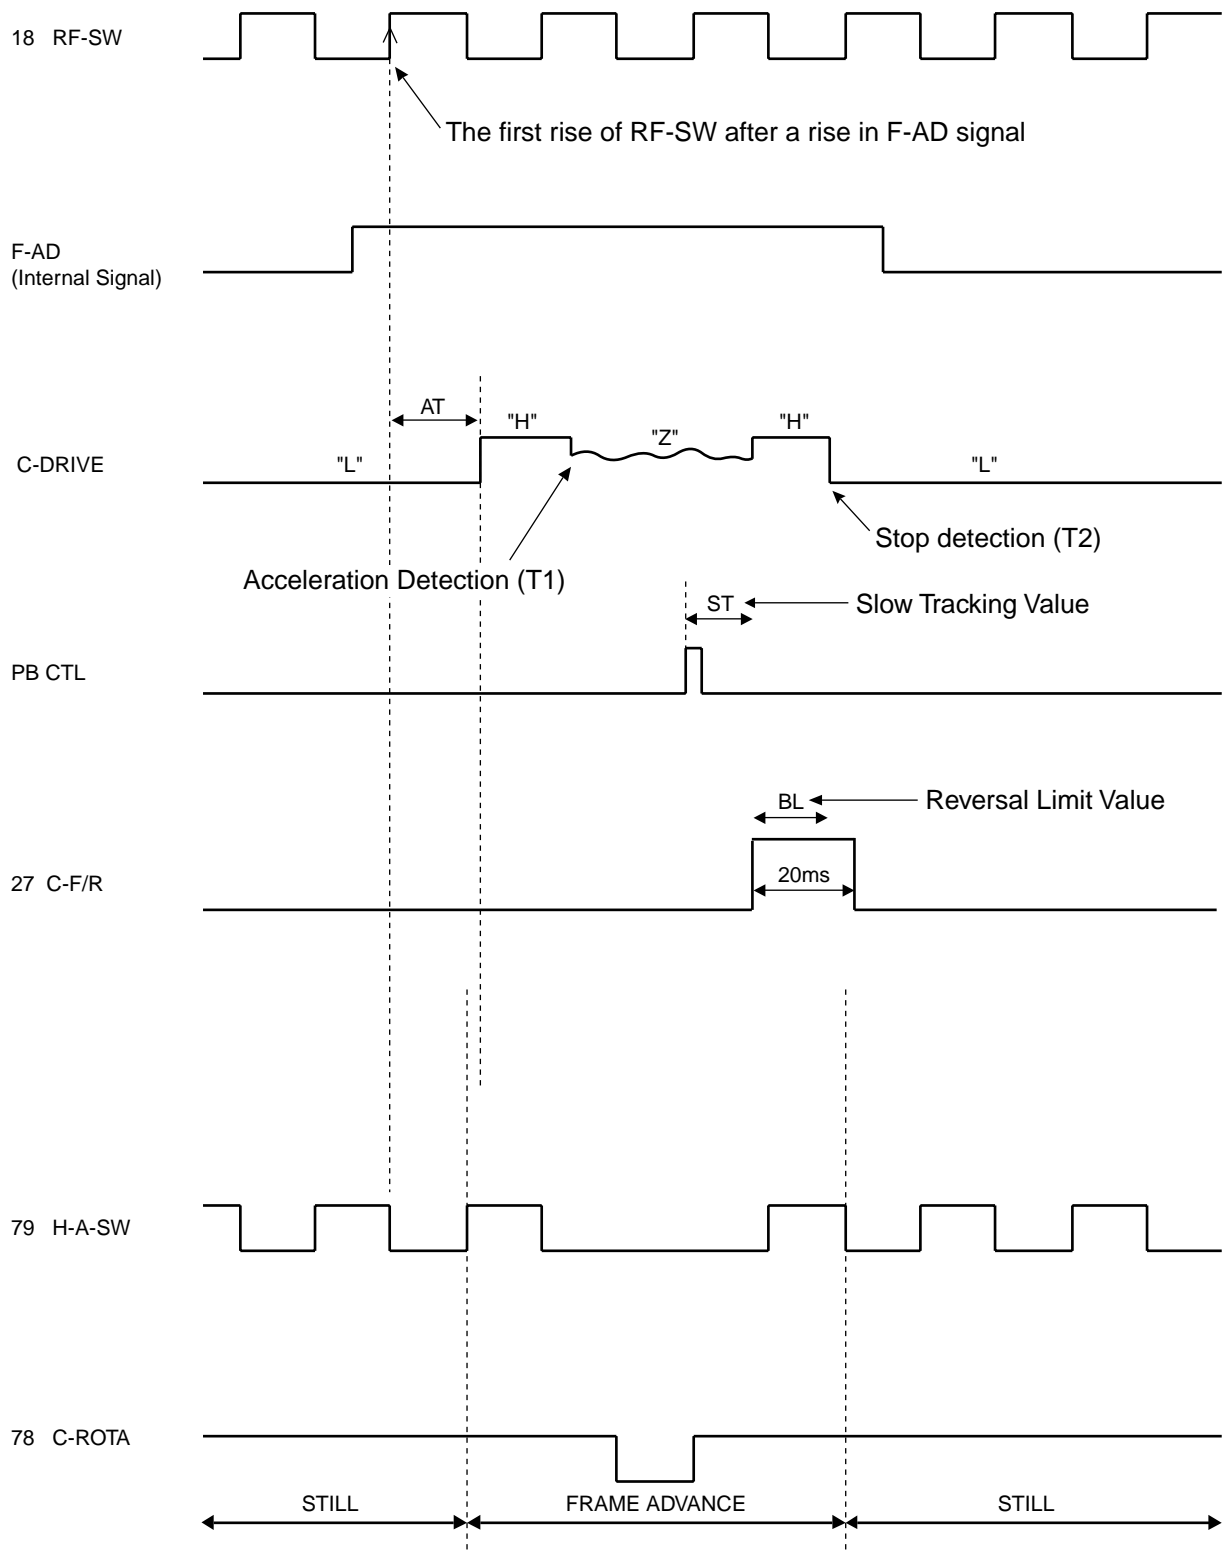 18 RF-SW
The first rise of RF-SW after a rise in F-AD signal
F-AD
(Internal Signal)
AT
"H"
"Z"
"H"
C-DRIVE
"L"
"L"
Stop detection (T2)
Acceleration Detection (T1)
ST
Slow Tracking Value
PB CTL
BL
Reversal Limit Value
27 C-F/R
20ms
79 H-A-SW
78 C-ROTA
STILL
FRAME ADVANCE
STILL